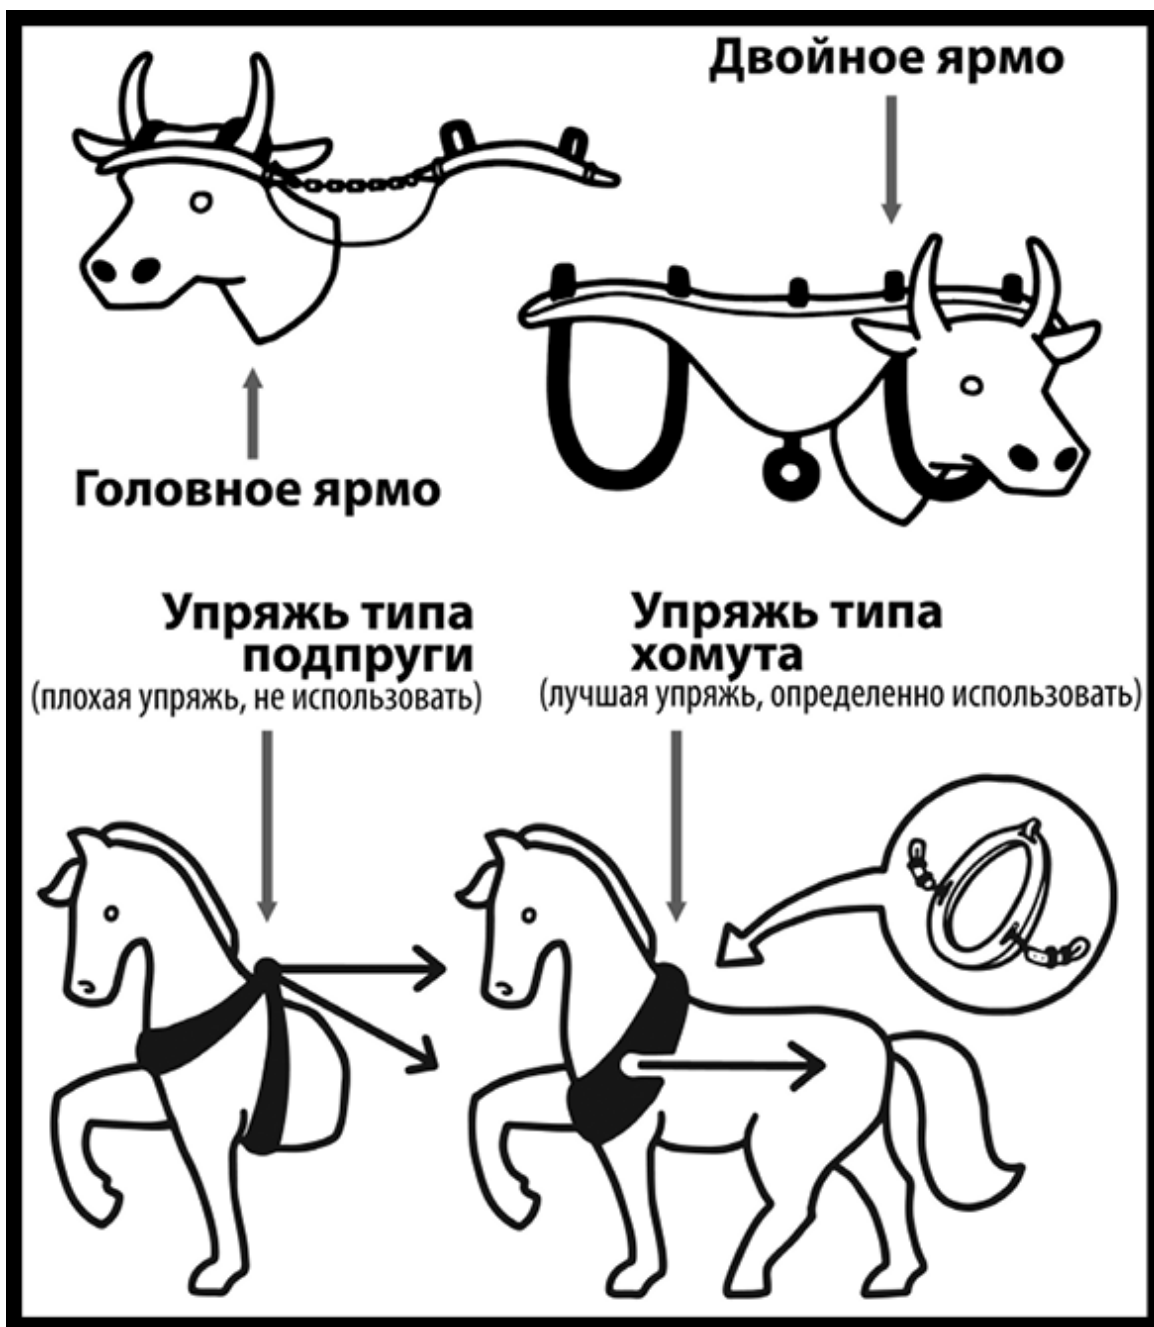 Двойное ярмо
Головное ярмо
Упряжь типа
подпруги
(плохая упряжь, не использовать)
Упряжь типа
хомута
(лучшая упряжь, определенно использовать)